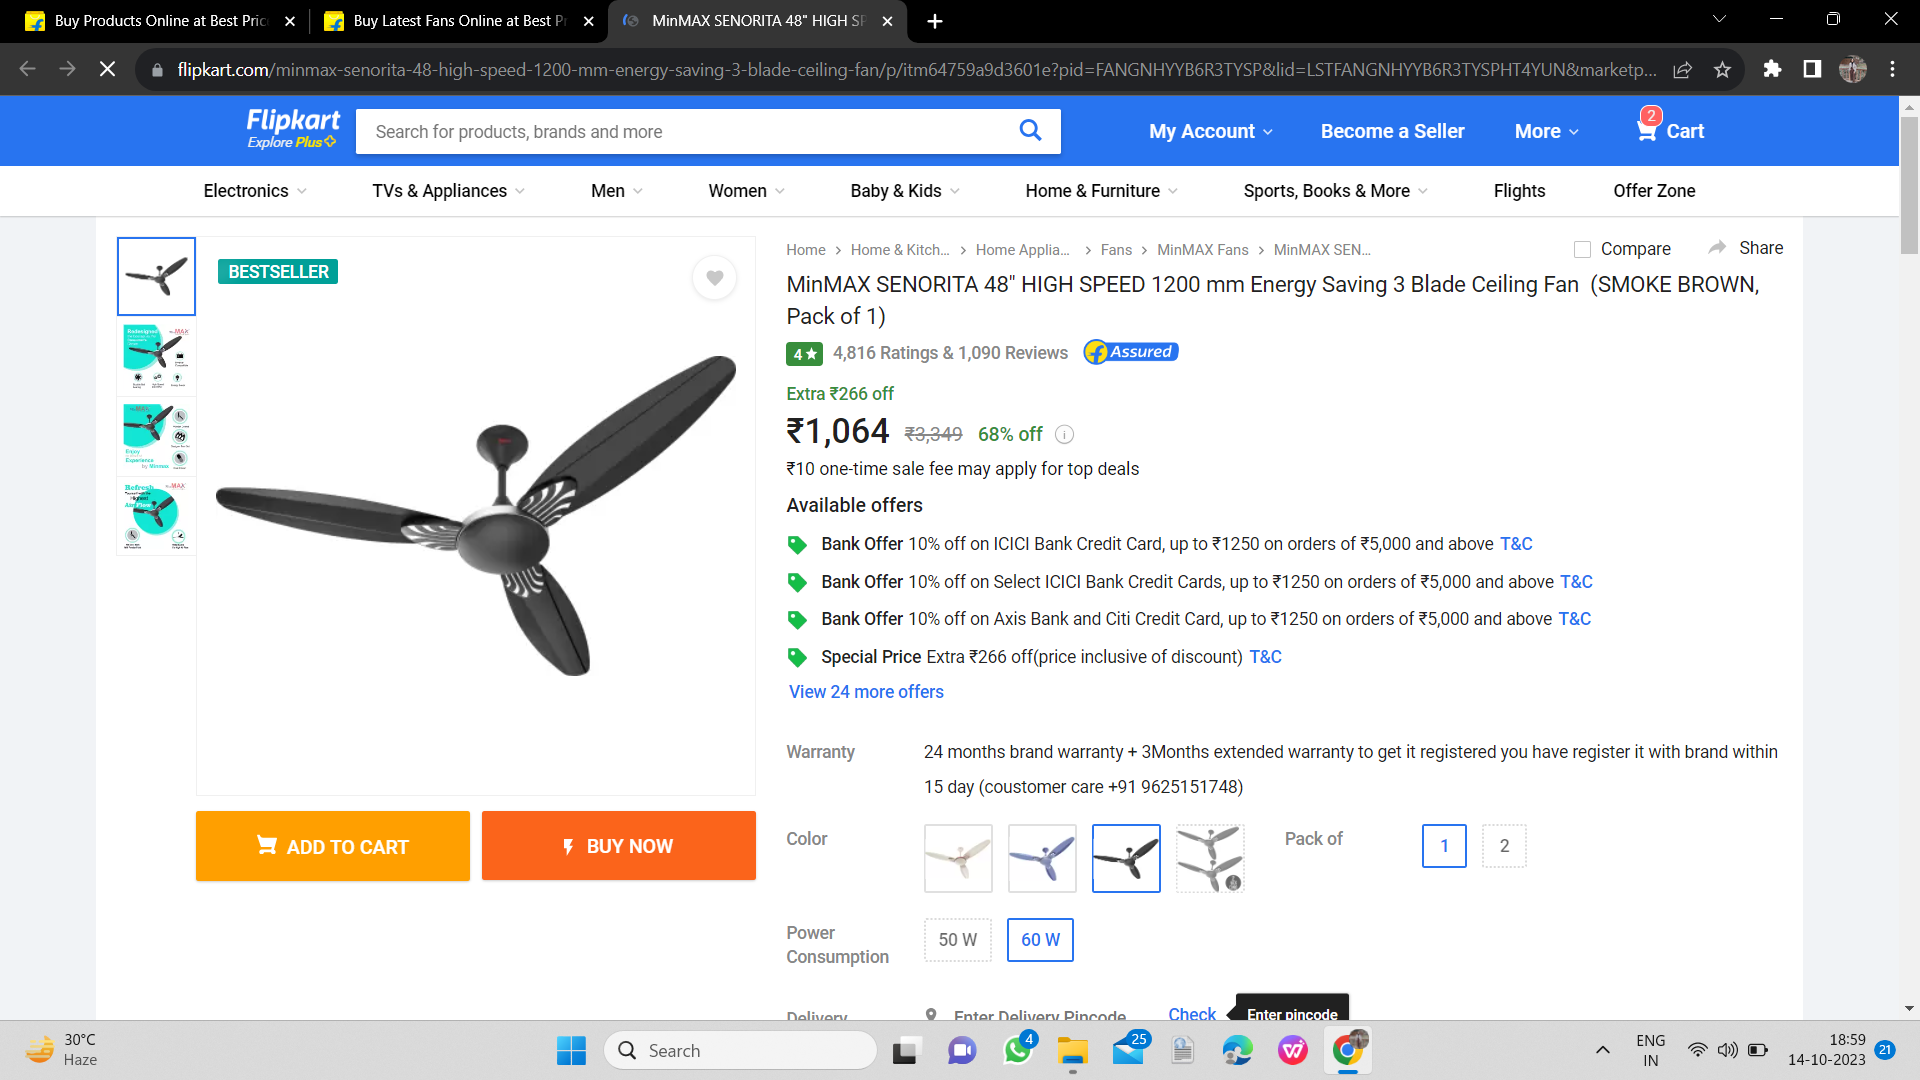 Buy Products Online at Best Pric
Buy Latest Fans Online at Best P
MinMAX SENORITA 48" HIGH SP
flipkart.com/minmax-senorita-48-high-speed-1200-mm-energy-saving-3-blade-ceiling-fan/p/itm64759a9d3601e?pid=FANGNHYYB6R3TYSP&lid=LSTFANGNHYYB6R3TYSPHT4YUN&marketp...
Flipkart
Explore Plus
Search for products, brands and more
My Account
Become a Seller
More
2
Cart
Electronics
TVs & Appliances
Men
Women
Baby & Kids
Home & Furniture
Sports, Books & More
Flights
Offer Zone
BESTSELLER
Home > Home & Kitch... > Home Applia... > Fans > MinMAX Fans > MinMAX SEN...
Compare
Share
MinMAX SENORITA 48" HIGH SPEED 1200 mm Energy Saving 3 Blade Ceiling Fan (SMOKE BROWN,
Pack of 1)
4★ 4,816 Ratings & 1,090 Reviews
Assured
Extra ₹266 off
₹1,064 ₹3,349 68% off
₹10 one-time sale fee may apply for top deals
Available offers
Bank Offer 10% off on ICICI Bank Credit Card, up to ₹1250 on orders of ₹5,000 and above T&C
Bank Offer 10% off on Select ICICI Bank Credit Cards, up to ₹1250 on orders of ₹5,000 and above T&C
Bank Offer 10% off on Axis Bank and Citi Credit Card, up to ₹1250 on orders of ₹5,000 and above T&C
Special Price Extra ₹266 off(price inclusive of discount) T&C
View 24 more offers
Warranty
24 months brand warranty + 3Months extended warranty to get it registered you have register it with brand within
15 day (coustomer care +91 9625151748)
ADD TO CART
BUY NOW
Color
Pack of
1
2
Power
Consumption
50 W
60 W
Delivery
Enter Delivery Pincode
Check
Enter pincode
30°C
Haze
Search
4
25
ENG
IN
18:59
14-10-2023
21